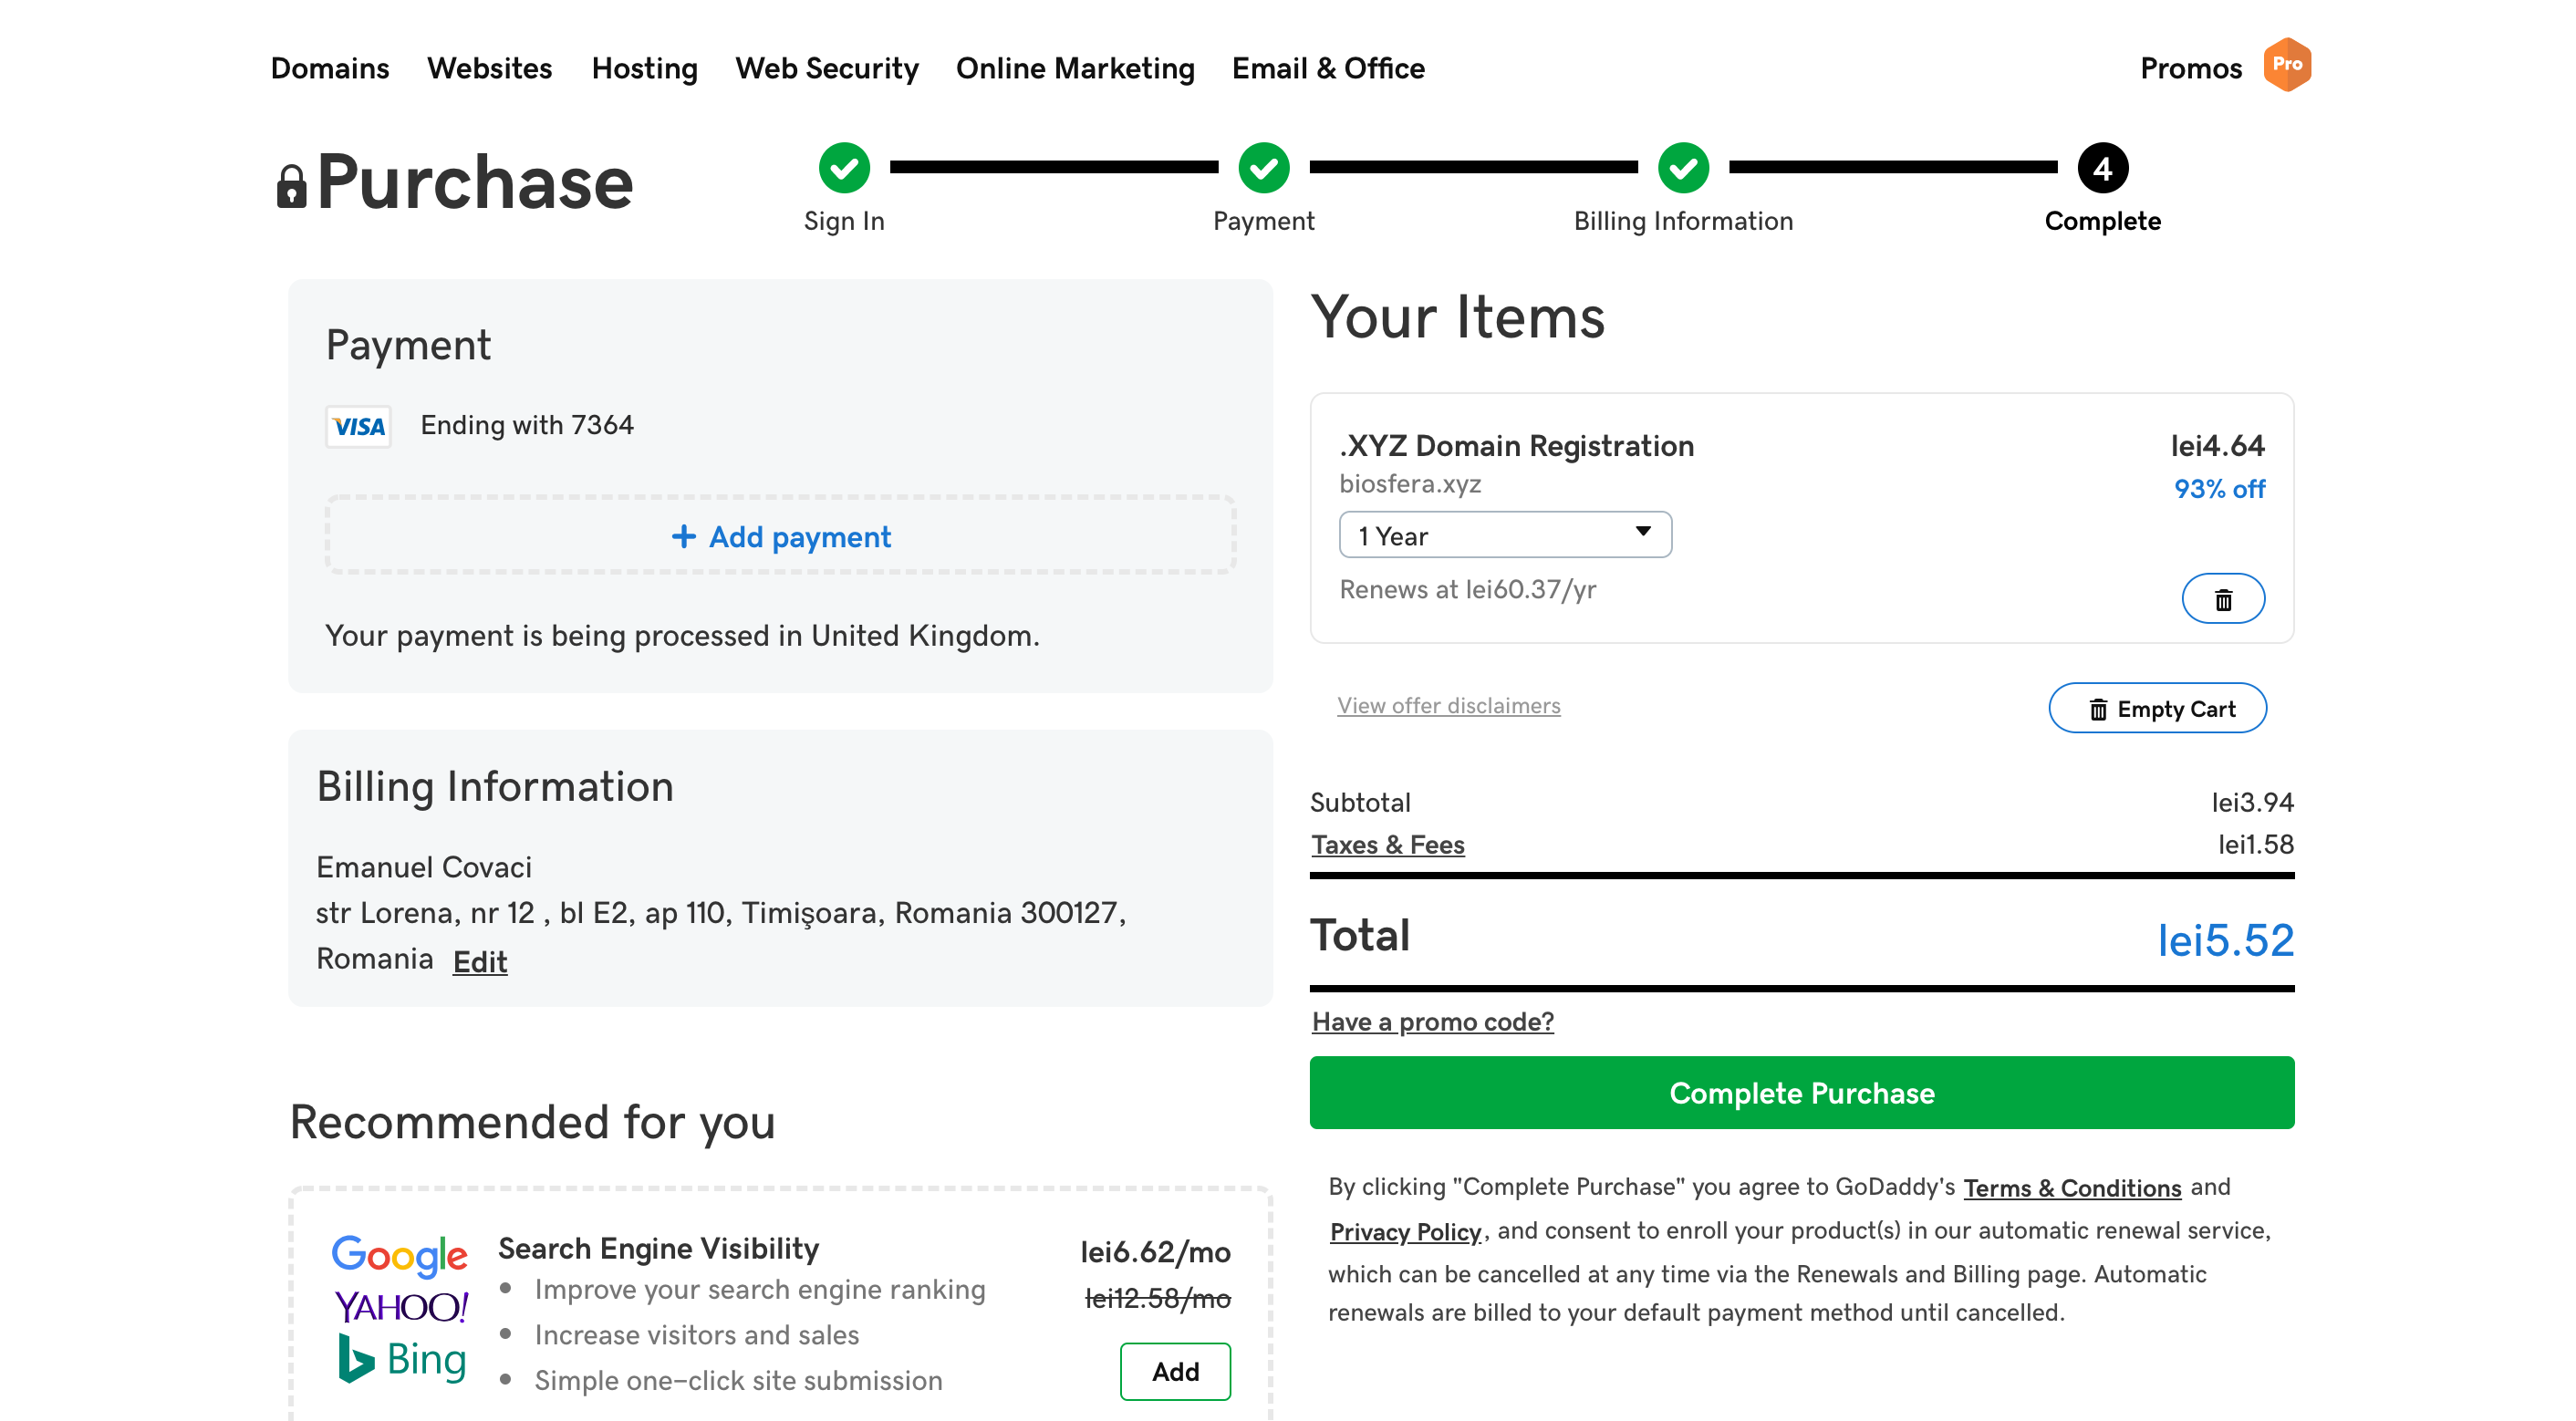 Domains Websites Hosting Web Security Online Marketing Email & Office Promos Pro
Purchase
Sign In Payment Billing Information 4 Complete
Payment
VISA Ending with 7364
+ Add payment
Your payment is being processed in United Kingdom.
Billing Information
Emanuel Covaci
str Lorena, nr 12 , bl E2, ap 110, Timișoara, Romania 300127,
Romania Edit
Recommended for you
Google
YAHOO!
Bing
Search Engine Visibility
• Improve your search engine ranking
• Increase visitors and sales
• Simple one-click site submission
lei6.62/mo
lei12.58/mo
Add
Your Items
.XYZ Domain Registration lei4.64
biosfera.xyz 93% off
1 Year
Renews at lei60.37/yr
View offer disclaimers Empty Cart
Subtotal lei3.94
Taxes & Fees lei1.58
Total lei5.52
Have a promo code?
Complete Purchase
By clicking "Complete Purchase" you agree to GoDaddy's Terms & Conditions and
Privacy Policy, and consent to enroll your product(s) in our automatic renewal service,
which can be cancelled at any time via the Renewals and Billing page. Automatic
renewals are billed to your default payment method until cancelled.